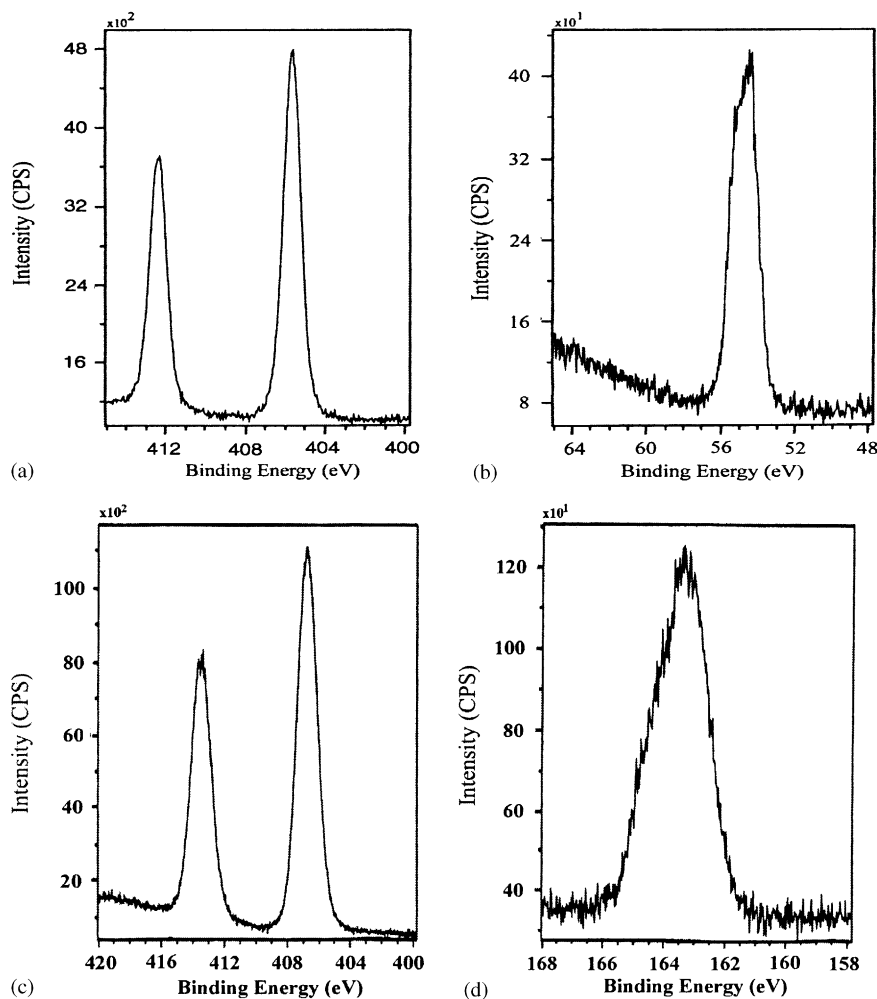 x10²
48
40
32
24
16
412 408 404 400
Intensity (CPS)
Binding Energy (eV)
(a)
x10¹
40
32
24
16
8
64 60 56 52 48
Intensity (CPS)
Binding Energy (eV)
(b)
x10²
100
80
60
40
20
420 416 412 408 404 400
Intensity (CPS)
Binding Energy (eV)
(c)
x10¹
120
100
80
60
40
168 166 164 162 160 158
Intensity (CPS)
Binding Energy (eV)
(d)